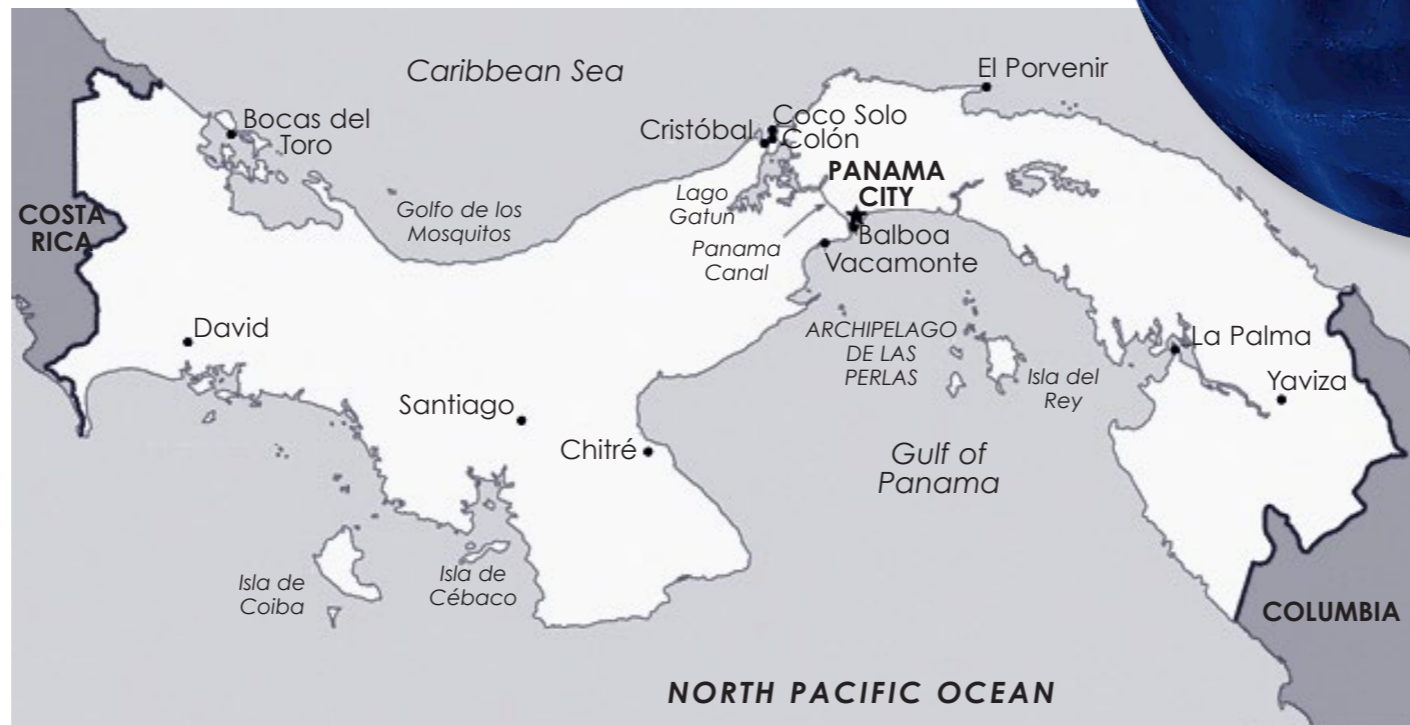 Caribbean Sea
El Porvenir
Bocas del
Toro
Coco Solo
Cristóbal
Colón
PANAMA
CITY
Lago
Gatun
COSTA
RICA
Golfo de los
Mosquitos
Panama
Canal
Balboa
Vacamonte
David
ARCHIPELAGO
DE LAS
PERLAS
La Palma
Isla del
Rey
Yaviza
Santiago
Chitré
Gulf of
Panama
Isla de
Coiba
Isla de
Cébaco
COLUMBIA
NORTH PACIFIC OCEAN